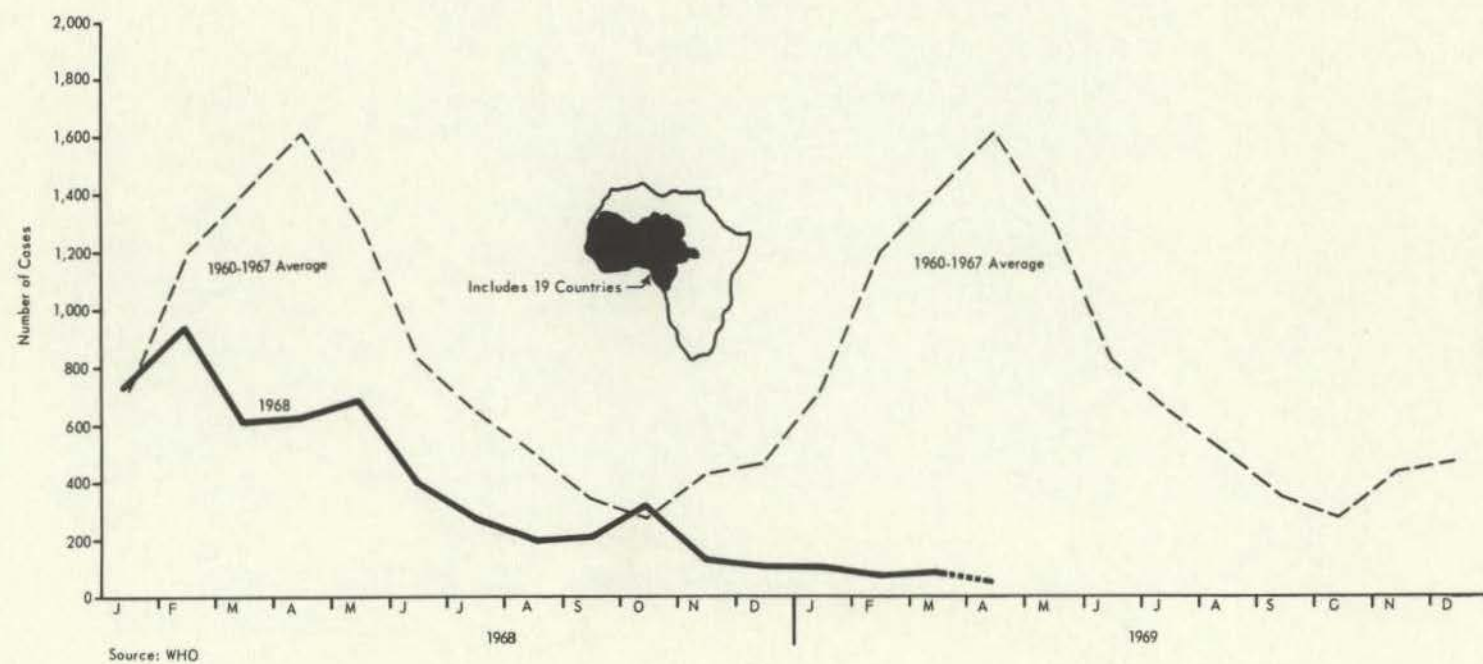 2,000
1,800
1,600
1,400
1,200
1,000
800
600
400
200
0
Number of Cases
1960-1967 Average
1968
Includes 19 Countries
1960-1967 Average
J F M A M J J A S O N D J F M A M J J A S O N D
1968 1969
Source: WHO